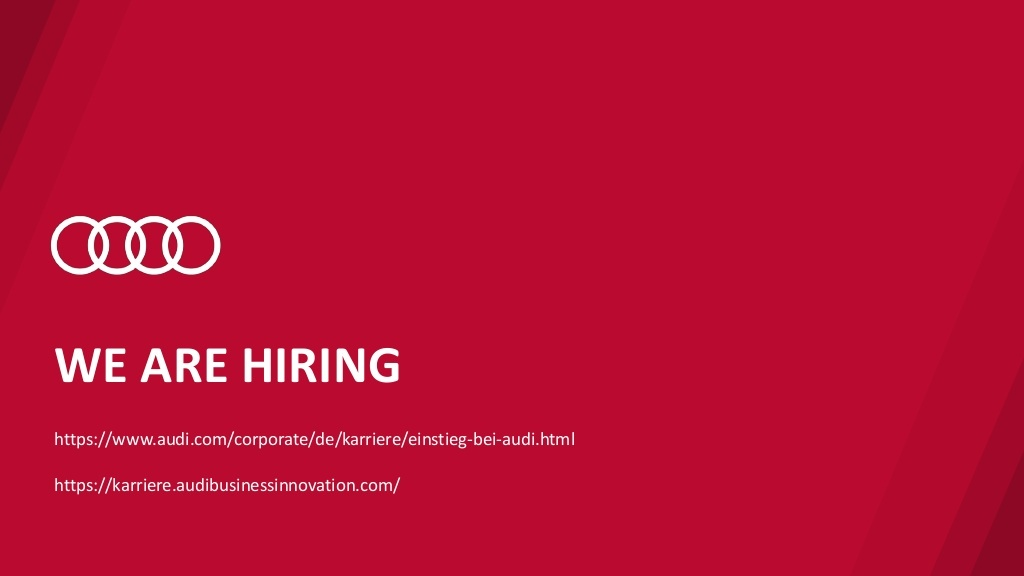 WE ARE HIRING
https://www.audi.com/corporate/de/karriere/einstieg-bei-audi.html
https://karriere.audibusinessinnovation.com/